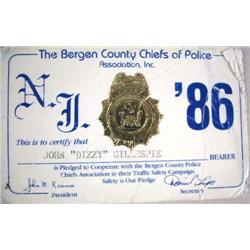 The Bergen County Chiefs of Police
Association, Inc.
N.J. '86
This is to certify that
JOHN "DIZZY" GILLESPIE BEARER
is Pledged to Cooperate with the Bergen County Police
Chiefs Association in their Traffic Safety Campaign
Safety is Our Pledge
President Secretary